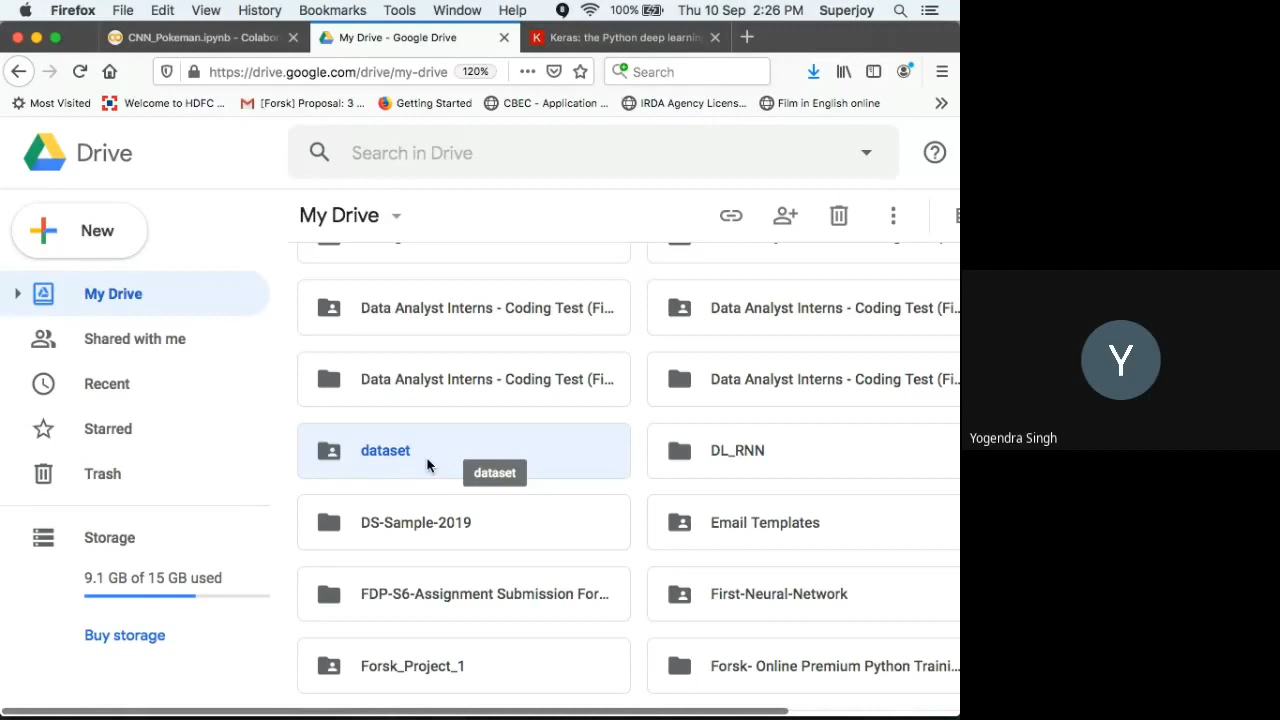 Firefox File Edit View History Bookmarks Tools Window Help 100% Thu 10 Sep 2:26 PM Superjoy
CNN_Pokeman.ipynb - Colabor
My Drive - Google Drive
Keras: the Python deep learnin
https://drive.google.com/drive/my-drive 120% Search
Most Visited Welcome to HDFC ... [Forsk] Proposal: 3 ... Getting Started CBEC - Application ... IRDA Agency Licens... Film in English online
Drive
Search in Drive
My Drive
New
My Drive
Shared with me
Recent
Starred
Trash
Storage
9.1 GB of 15 GB used
Buy storage
Data Analyst Interns - Coding Test (Fi...
Data Analyst Interns - Coding Test (Fi...
Data Analyst Interns - Coding Test (Fi...
Data Analyst Interns - Coding Test (Fi...
dataset
dataset
DL_RNN
DS-Sample-2019
Email Templates
FDP-S6-Assignment Submission For...
First-Neural-Network
Forsk_Project_1
Forsk- Online Premium Python Traini...
Y
Yogendra Singh